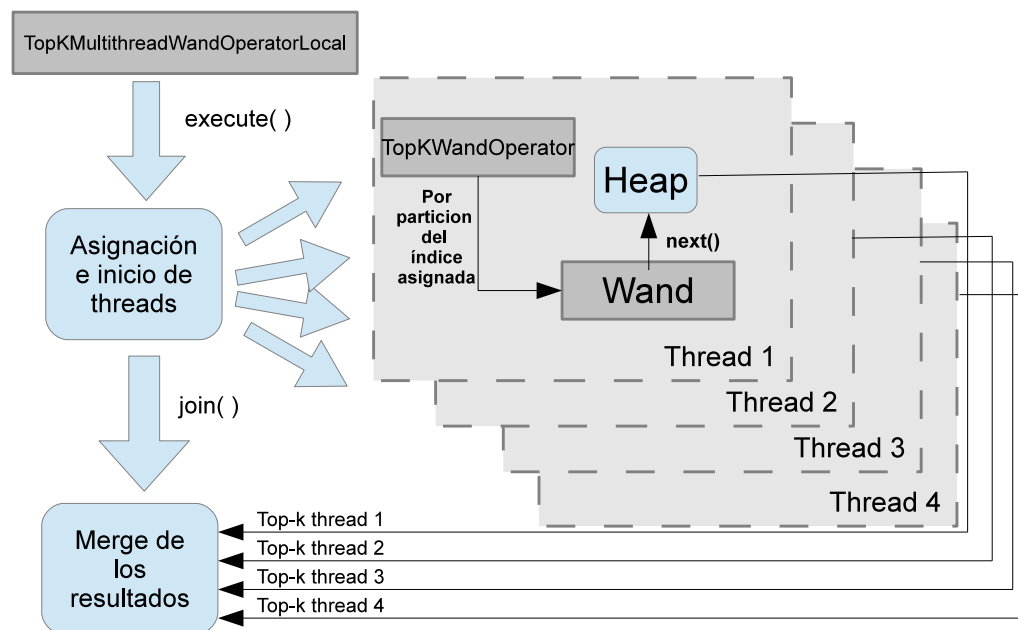 TopKMultithreadWandOperatorLocal
execute( )
Asignación
e inicio de
threads
join( )
Merge de
los
resultados
TopKWandOperator
Por
particion
del
índice
asignada
Heap
next()
Wand
Thread 1
Thread 2
Thread 3
Thread 4
Top-k thread 1
Top-k thread 2
Top-k thread 3
Top-k thread 4